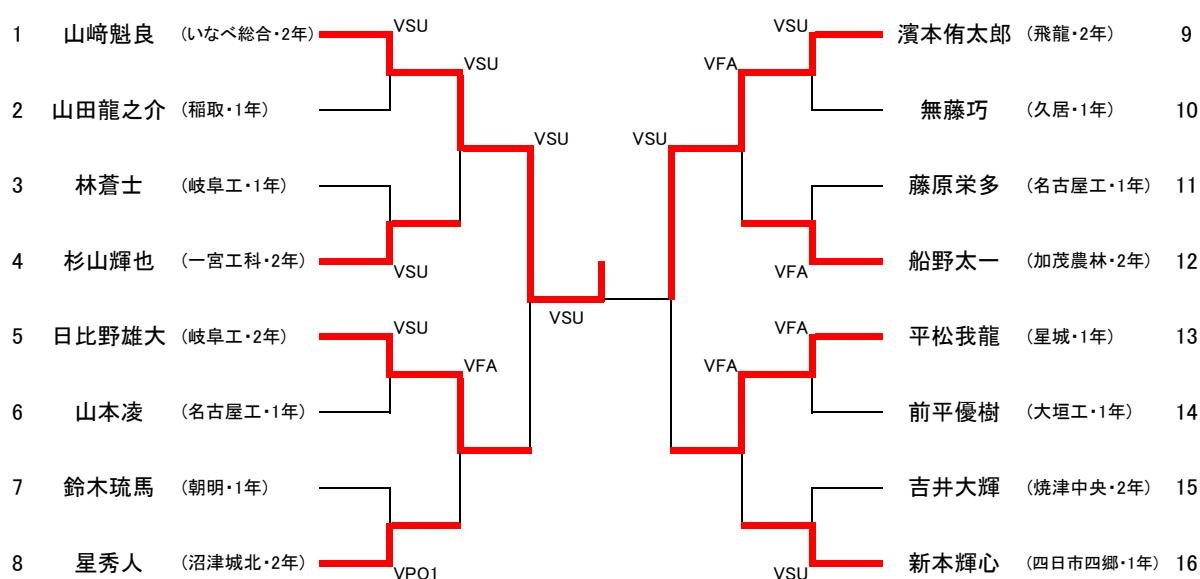 1 山﨑魁良 (いなべ総合・2年) VSU
2 山田龍之介 (稲取・1年)
VSU
3 林蒼士 (岐阜工・1年)
4 杉山輝也 (一宮工科・2年) VSU
VSU
5 日比野雄大 (岐阜工・2年) VSU
6 山本凌 (名古屋工・1年)
VFA
7 鈴木琉馬 (朝明・1年)
8 星秀人 (沼津城北・2年) VPO1
VSU
VSU 濱本侑太郎 (飛龍・2年) 9
無藤巧 (久居・1年) 10
VFA
藤原栄多 (名古屋工・1年) 11
VFA 船野太一 (加茂農林・2年) 12
VSU
VFA 平松我龍 (星城・1年) 13
前平優樹 (大垣工・1年) 14
VFA
吉井大輝 (焼津中央・2年) 15
VSU 新本輝心 (四日市四郷・1年) 16